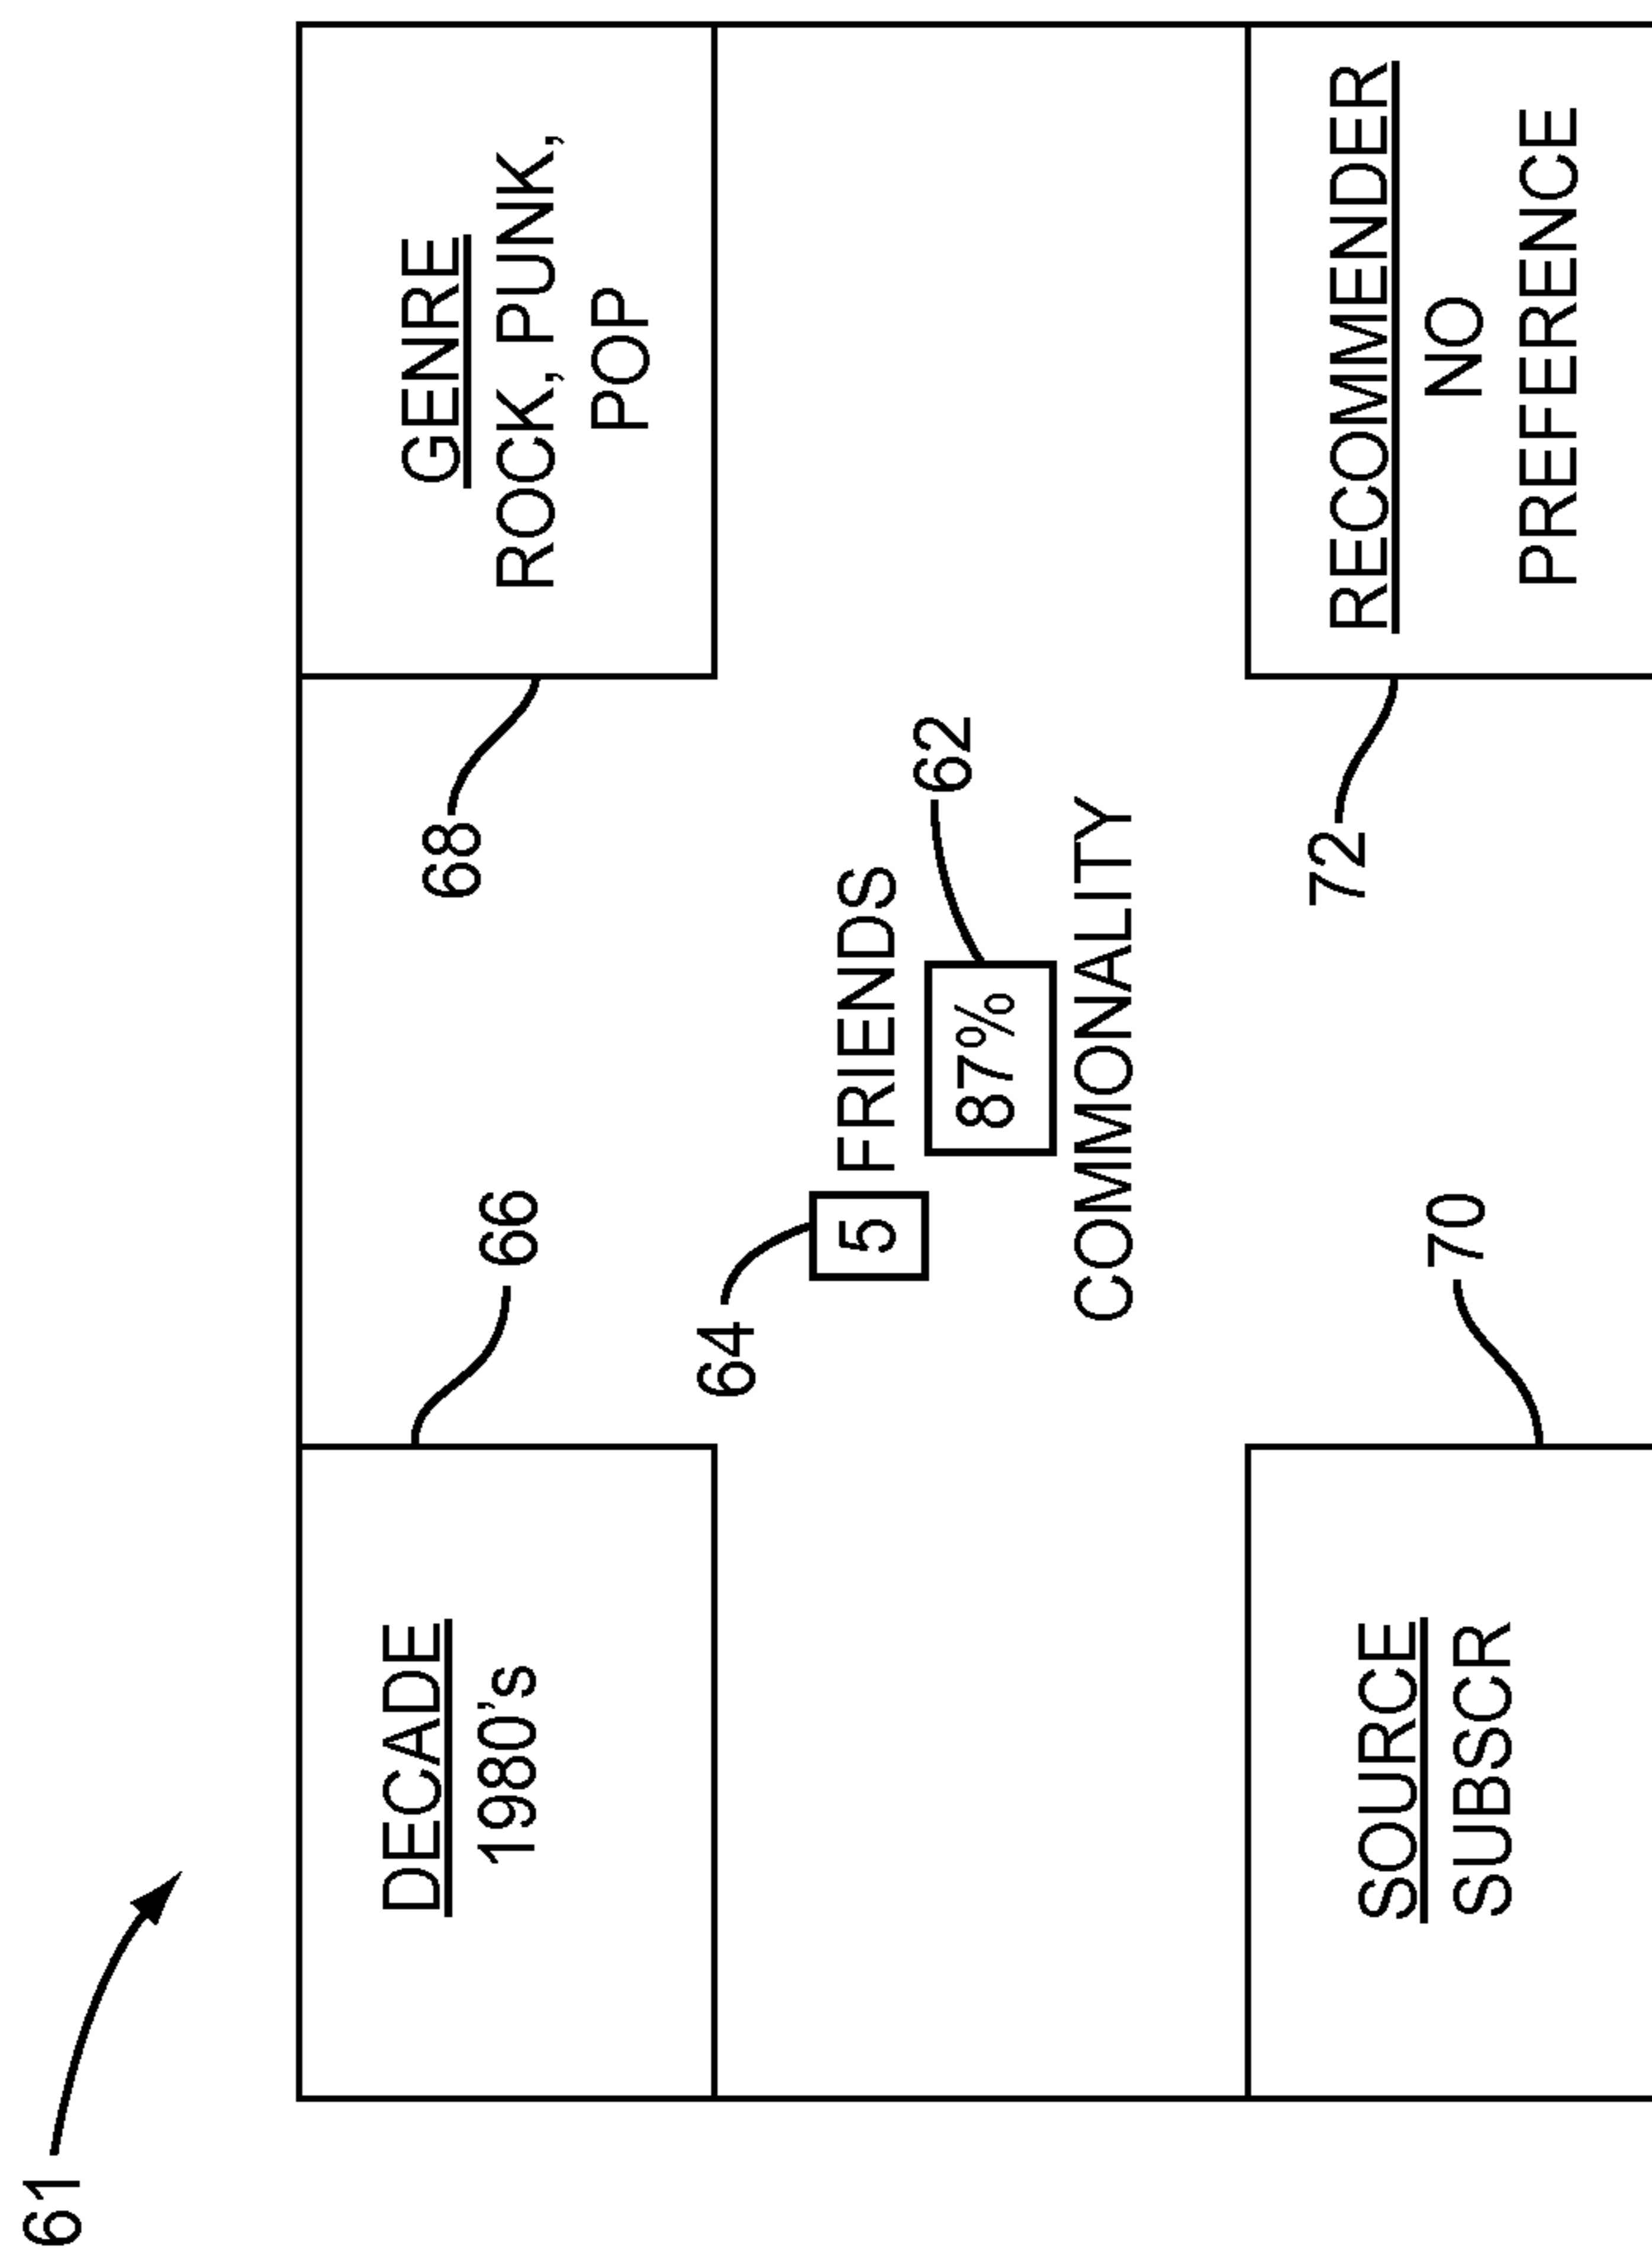 61
DECADE
1980's
66
68
GENRE
ROCK, PUNK,
POP
64
5 FRIENDS
62
87%
COMMONALITY
SOURCE
SUBSCR
70
72
RECOMMENDER
NO
PREFERENCE